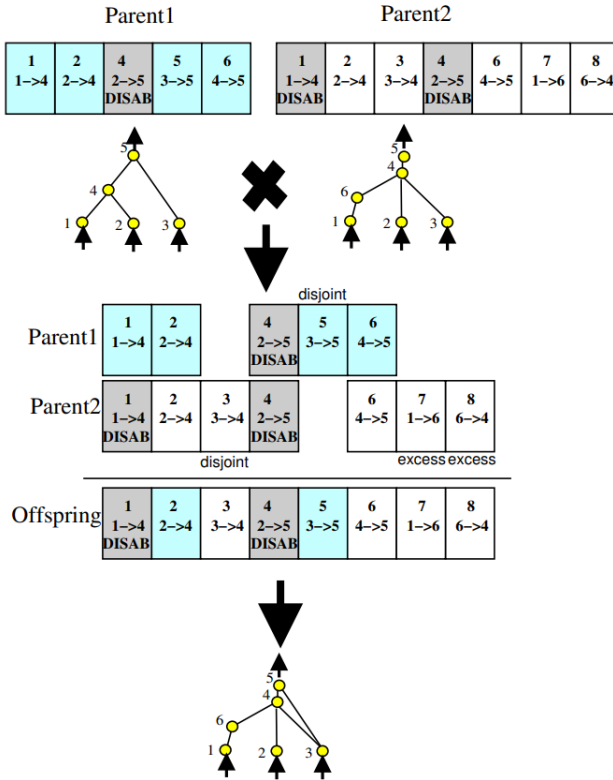 Parent1 Parent2
1 2 4 5 6 1 2 3 4 6 7 8
1->4 2->4 2->5 3->5 4->5 1->4 2->4 3->4 2->5 4->5 1->6 6->4
DISAB DISAB DISAB
5 5
4 4
6
1 2 3 1 2 3
disjoint
Parent1 1 2 4 5 6
1->4 2->4 2->5 3->5 4->5
DISAB
Parent2 1 2 3 4 6 7 8
1->4 2->4 3->4 2->5 4->5 1->6 6->4
DISAB DISAB
disjoint excess excess
Offspring 1 2 3 4 5 6 7 8
1->4 2->4 3->4 2->5 3->5 4->5 1->6 6->4
DISAB DISAB
5
4
6
1 2 3